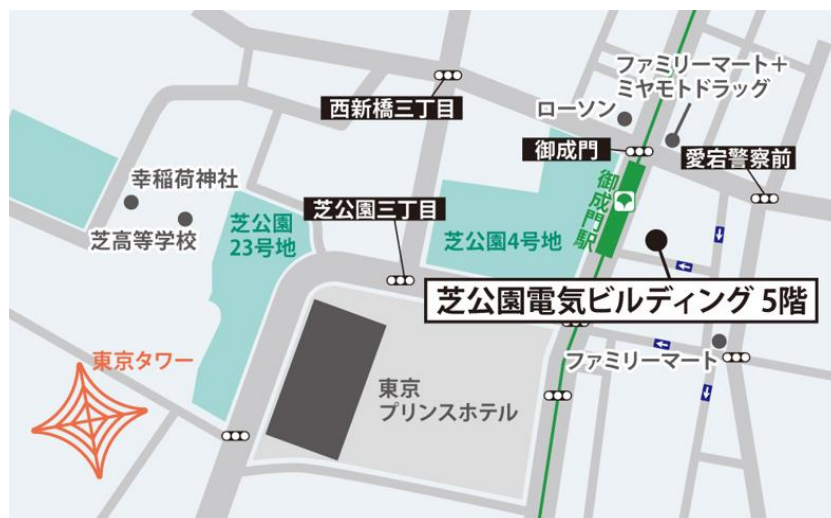 ファミリーマート＋
ミヤモトドラッグ
ローソン
西新橋三丁目
御成門
愛宕警察前
幸稲荷神社
芝高等学校
芝公園
23号地
芝公園三丁目
芝公園4号地
御成門駅
芝公園電気ビルディング 5階
ファミリーマート
東京タワー
東京
プリンスホテル